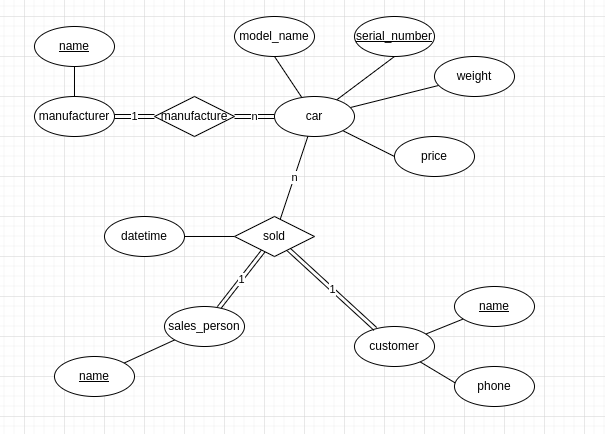 name
model_name
serial_number
weight
manufacturer
1
manufacture
n
car
price
n
datetime
sold
1
1
sales_person
name
customer
name
phone